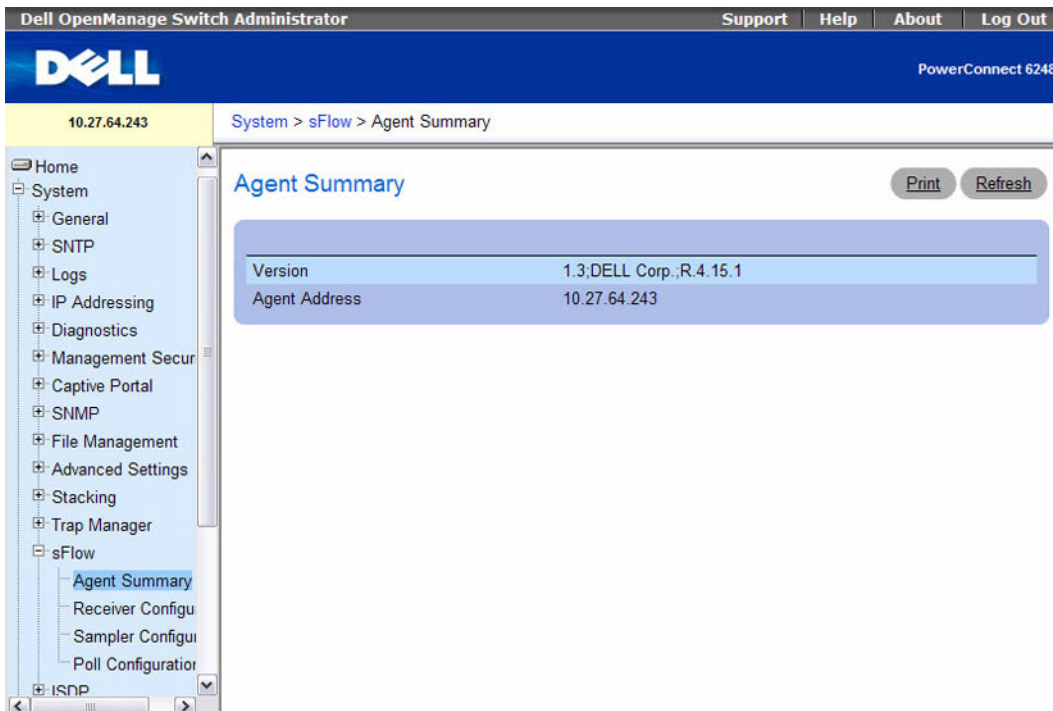 Dell OpenManage Switch Administrator
Support Help About Log Out
DELL
PowerConnect 6248
10.27.64.243
System > sFlow > Agent Summary
Home
System
General
SNTP
Logs
IP Addressing
Diagnostics
Management Secur
Captive Portal
SNMP
File Management
Advanced Settings
Stacking
Trap Manager
sFlow
Agent Summary
Receiver Configu
Sampler Configu
Poll Configuration
ISDP
Agent Summary
Print Refresh
Version 1.3;DELL Corp.;R.4.15.1
Agent Address 10.27.64.243